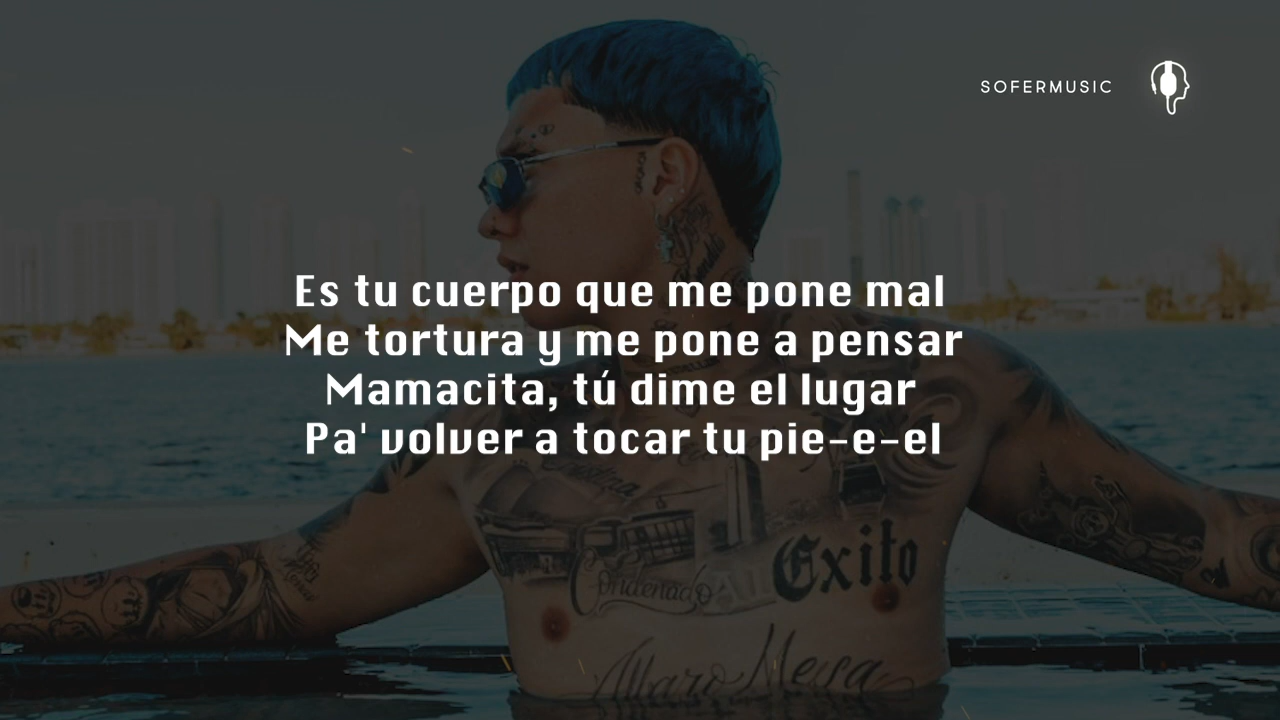 SOFERMUSIC
Es tu cuerpo que me pone mal
Me tortura y me pone a pensar
Mamacita, tú dime el lugar
Pa' volver a tocar tu pie-e-el
Condenado
Exito